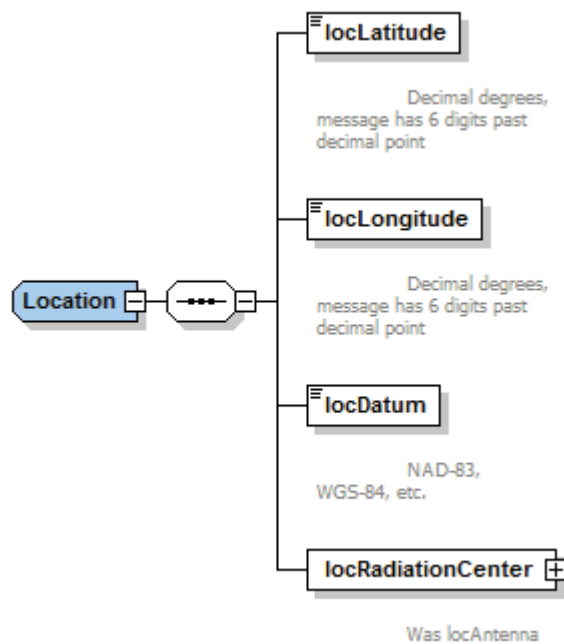 locLatitude
Decimal degrees,
message has 6 digits past
decimal point
locLongitude
Decimal degrees,
message has 6 digits past
decimal point
Location
locDatum
NAD-83,
WGS-84, etc.
locRadiationCenter
Was locAntenna